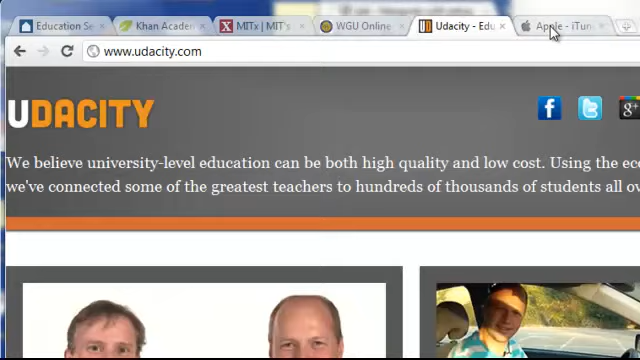 Education Se
Khan Acaden
MITx | MIT's
WGU Online
Udacity - Edu
Apple - iTun
www.udacity.com
UDACITY
We believe university-level education can be both high quality and low cost. Using the eco
we've connected some of the greatest teachers to hundreds of thousands of students all ov